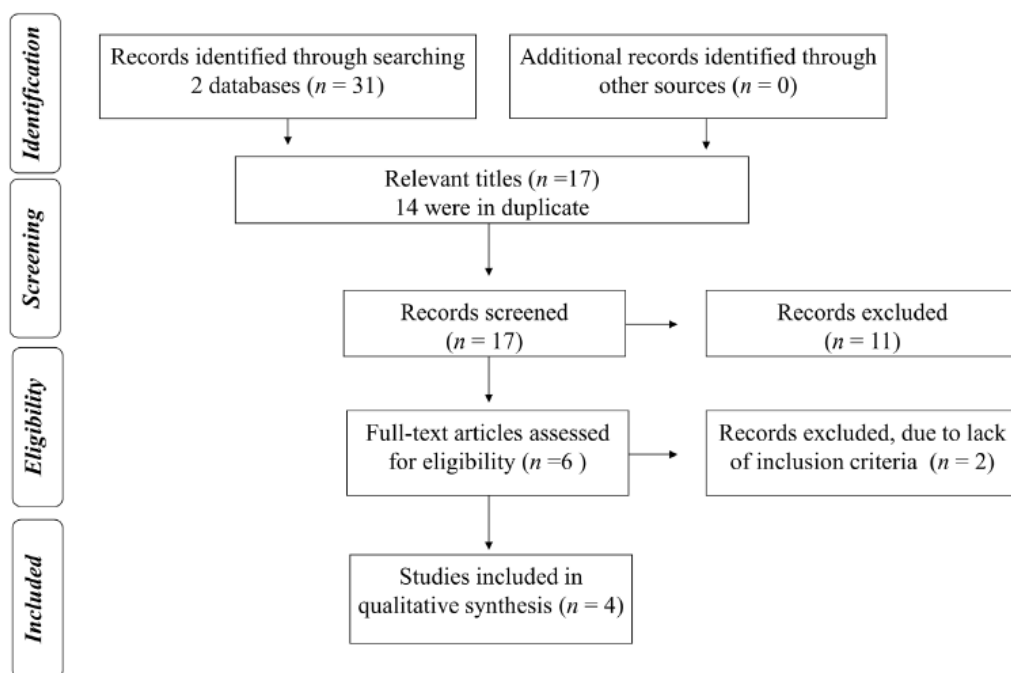 Identification
Records identified through searching
2 databases (n = 31)
Additional records identified through
other sources (n = 0)
Relevant titles (n =17)
14 were in duplicate
Screening
Records screened
(n = 17)
Records excluded
(n = 11)
Eligibility
Full-text articles assessed
for eligibility (n =6 )
Records excluded, due to lack
of inclusion criteria (n = 2)
Included
Studies included in
qualitative synthesis (n = 4)